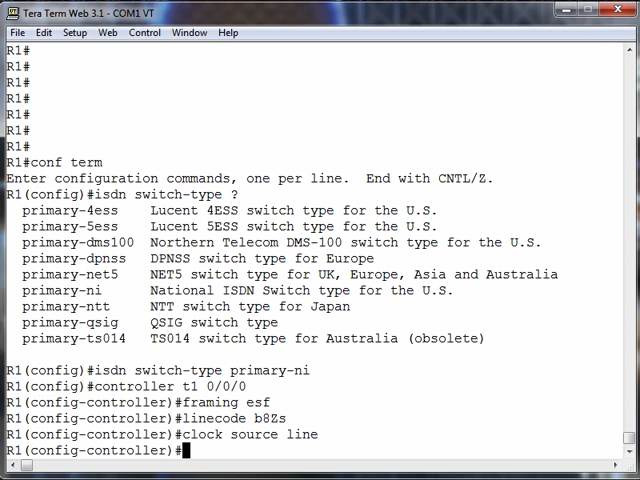 Tera Term Web 3.1 - COM1 VT
File Edit Setup Web Control Window Help
R1#
R1#
R1#
R1#
R1#
R1#
R1#
R1#conf term
Enter configuration commands, one per line.  End with CNTL/Z.
R1(config)#isdn switch-type ?
  primary-4ess    Lucent 4ESS switch type for the U.S.
  primary-5ess    Lucent 5ESS switch type for the U.S.
  primary-dms100  Northern Telecom DMS-100 switch type for the U.S.
  primary-dpnss   DPNSS switch type for Europe
  primary-net5    NET5 switch type for UK, Europe, Asia and Australia
  primary-ni      National ISDN Switch type for the U.S.
  primary-ntt     NTT switch type for Japan
  primary-qsig    QSIG switch type
  primary-ts014   TS014 switch type for Australia (obsolete)
R1(config)#isdn switch-type primary-ni
R1(config)#controller t1 0/0/0
R1(config-controller)#framing esf
R1(config-controller)#linecode b8Zs
R1(config-controller)#clock source line
R1(config-controller)#